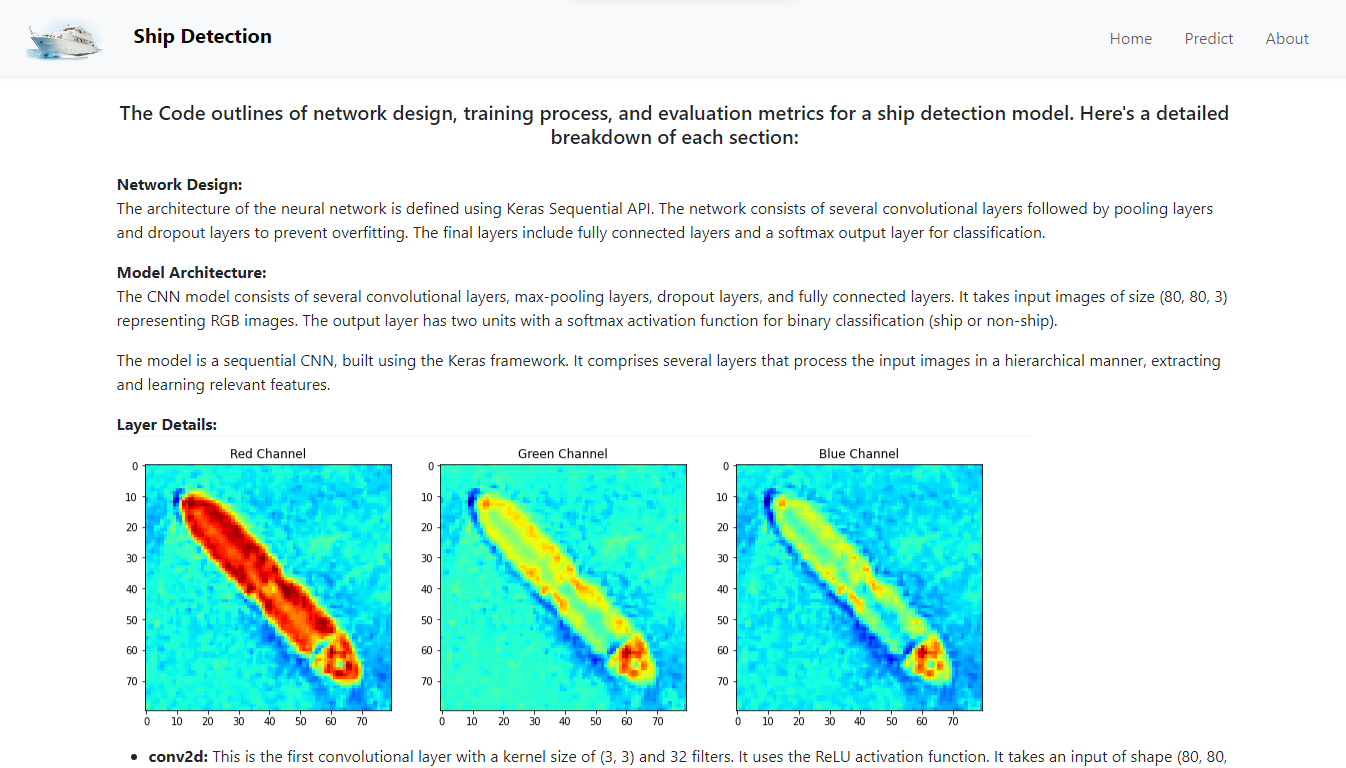 Ship Detection
Home Predict About
The Code outlines of network design, training process, and evaluation metrics for a ship detection model. Here's a detailed
breakdown of each section:
Network Design:
The architecture of the neural network is defined using Keras Sequential API. The network consists of several convolutional layers followed by pooling layers
and dropout layers to prevent overfitting. The final layers include fully connected layers and a softmax output layer for classification.
Model Architecture:
The CNN model consists of several convolutional layers, max-pooling layers, dropout layers, and fully connected layers. It takes input images of size (80, 80, 3)
representing RGB images. The output layer has two units with a softmax activation function for binary classification (ship or non-ship).
The model is a sequential CNN, built using the Keras framework. It comprises several layers that process the input images in a hierarchical manner, extracting
and learning relevant features.
Layer Details:
Red Channel
0
10
20
30
40
50
60
70
0 10 20 30 40 50 60 70
Green Channel
0
10
20
30
40
50
60
70
0 10 20 30 40 50 60 70
Blue Channel
0
10
20
30
40
50
60
70
0 10 20 30 40 50 60 70
• conv2d: This is the first convolutional layer with a kernel size of (3, 3) and 32 filters. It uses the ReLU activation function. It takes an input of shape (80, 80,